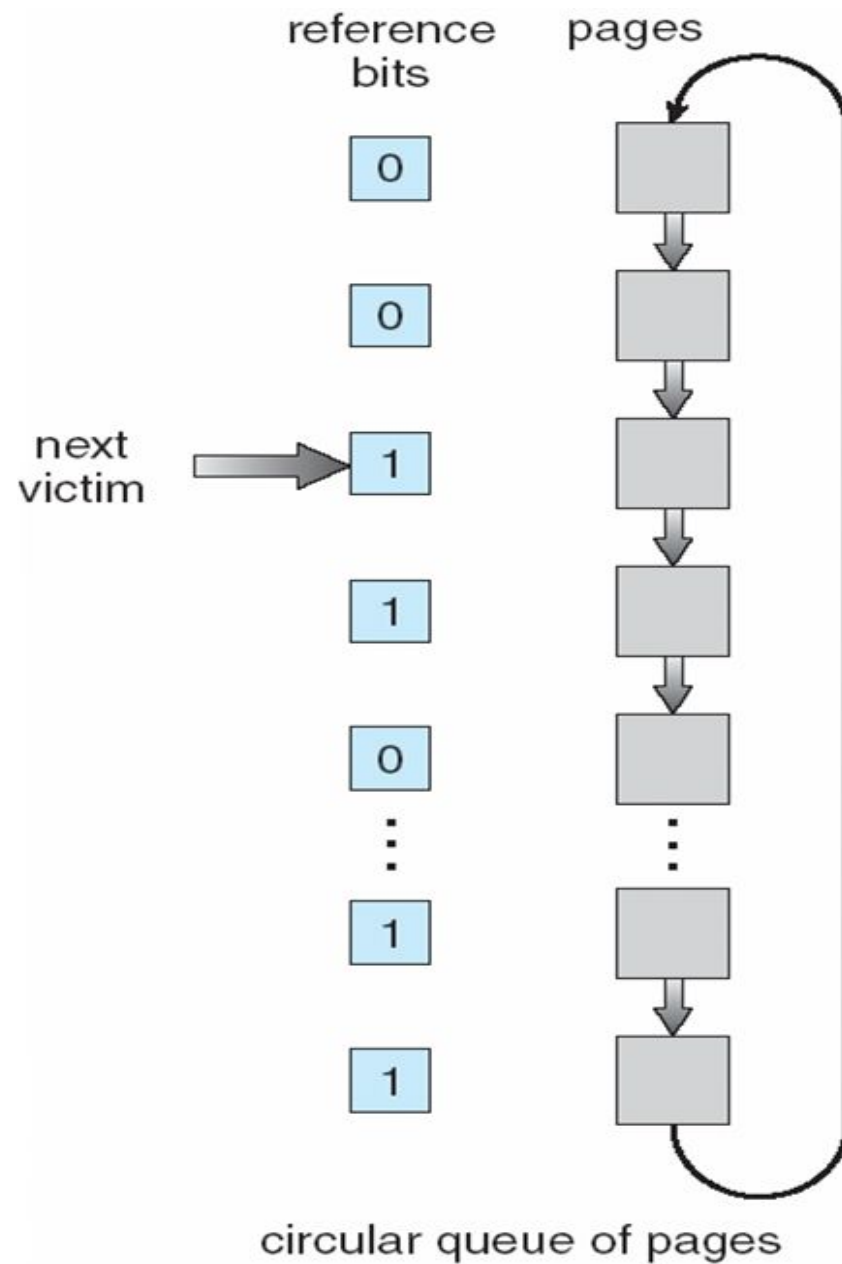 reference bits
pages
0
0
next victim
1
1
0
1
1
circular queue of pages